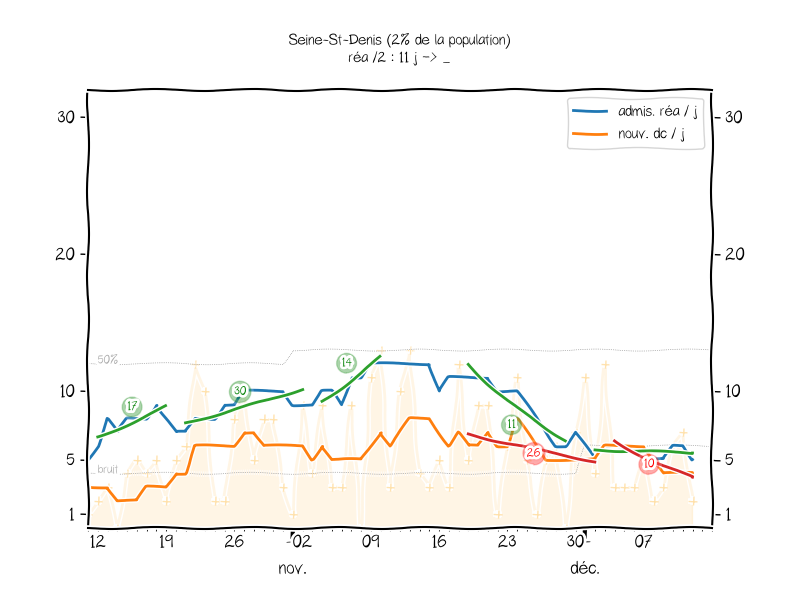 Seine-St-Denis (2% de la population)
réa /2 : 11 j -> _
admis. réa / j
nouv. dc / j
30
30
20
20
50%
14
30
10
10
17
11
26
5
bruit
10
5
1
1
12 19 26 -02 09 16 23 30- 07
nov. déc.